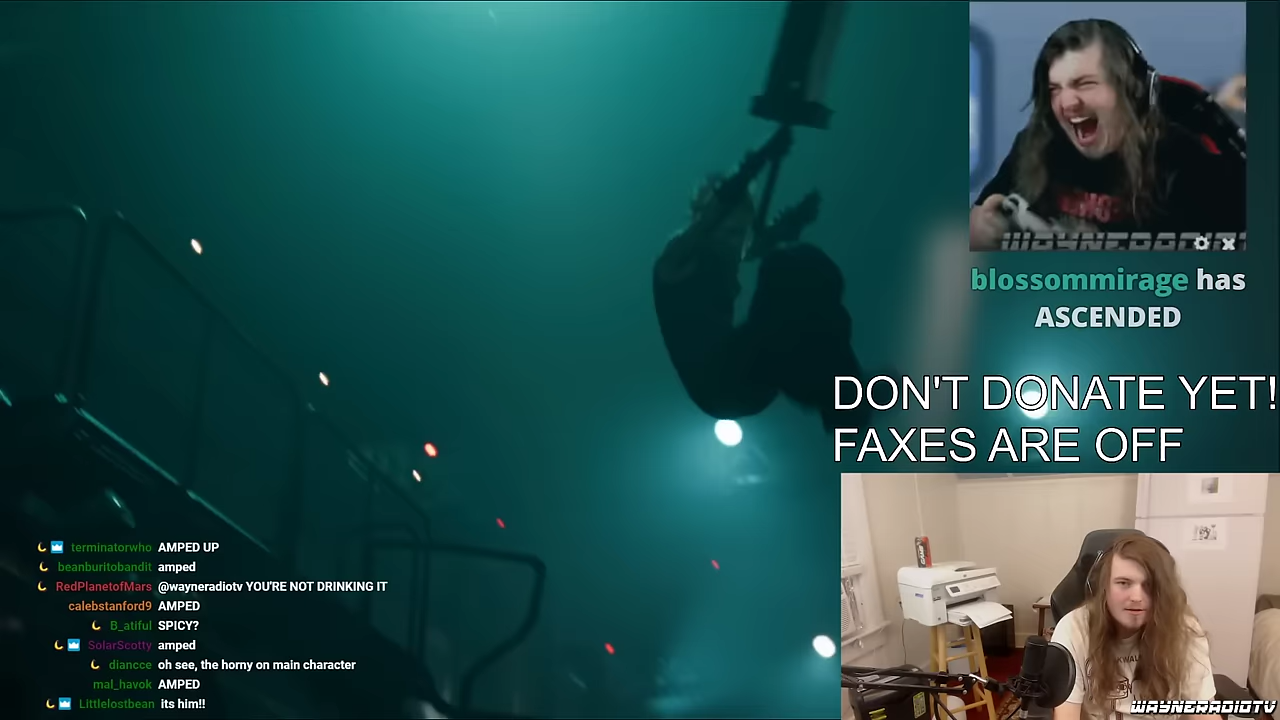 WAYNERADIOTV
blossommirage has
ASCENDED
DON'T DONATE YET!
FAXES ARE OFF
terminatorwho AMPED UP
beanburitobandit amped
RedPlanetofMars @wayneradiotv YOU'RE NOT DRINKING IT
calebstanford9 AMPED
B_atiful SPICY?
SolarScotty amped
diancce oh see, the horny on main character
mal_havok AMPED
Littlelostbean its him!!
WAYNERADIOTV